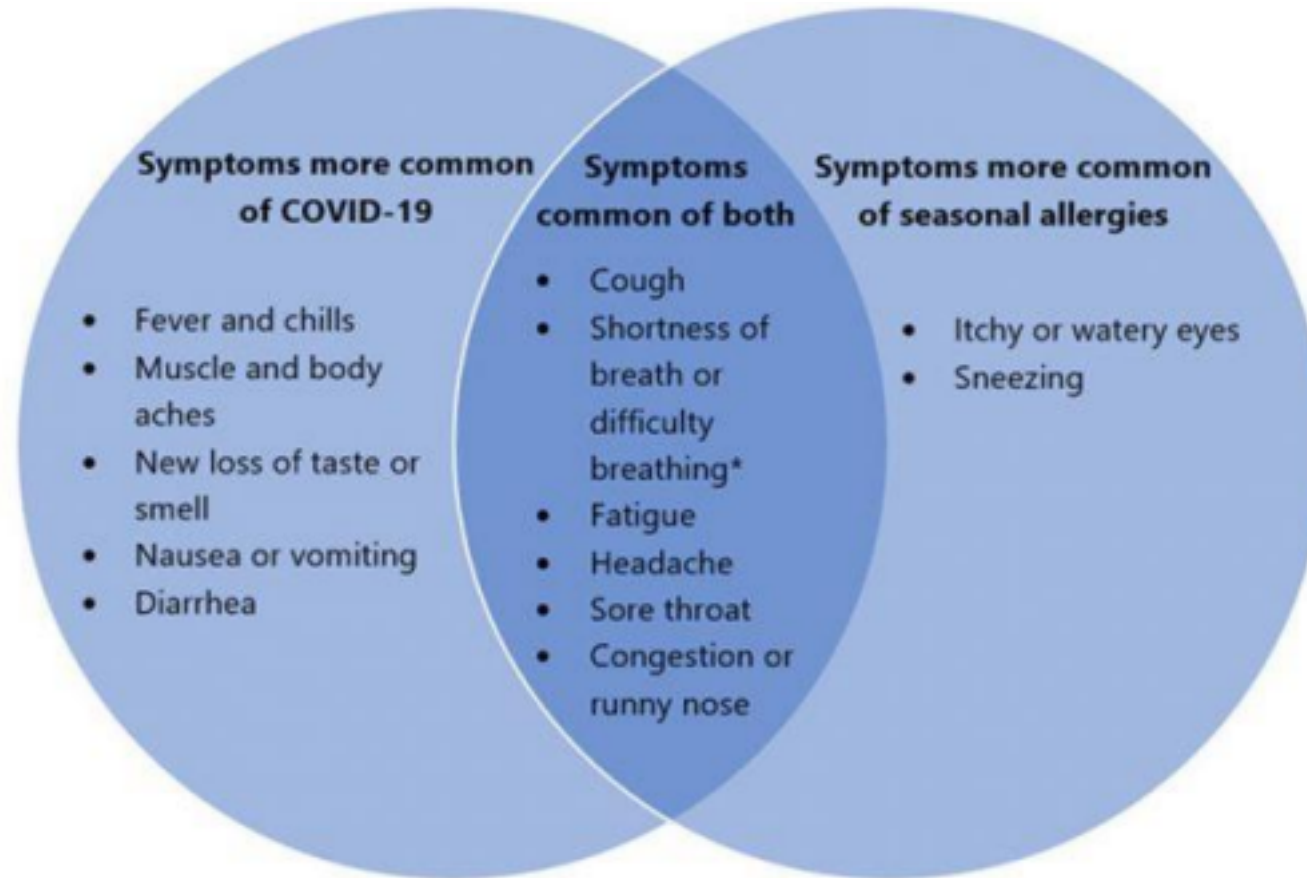 Symptoms more common
of COVID-19
• Fever and chills
• Muscle and body
aches
• New loss of taste or
smell
• Nausea or vomiting
• Diarrhea
Symptoms
common of both
• Cough
• Shortness of
breath or
difficulty
breathing*
• Fatigue
• Headache
• Sore throat
• Congestion or
runny nose
Symptoms more common
of seasonal allergies
• Itchy or watery eyes
• Sneezing